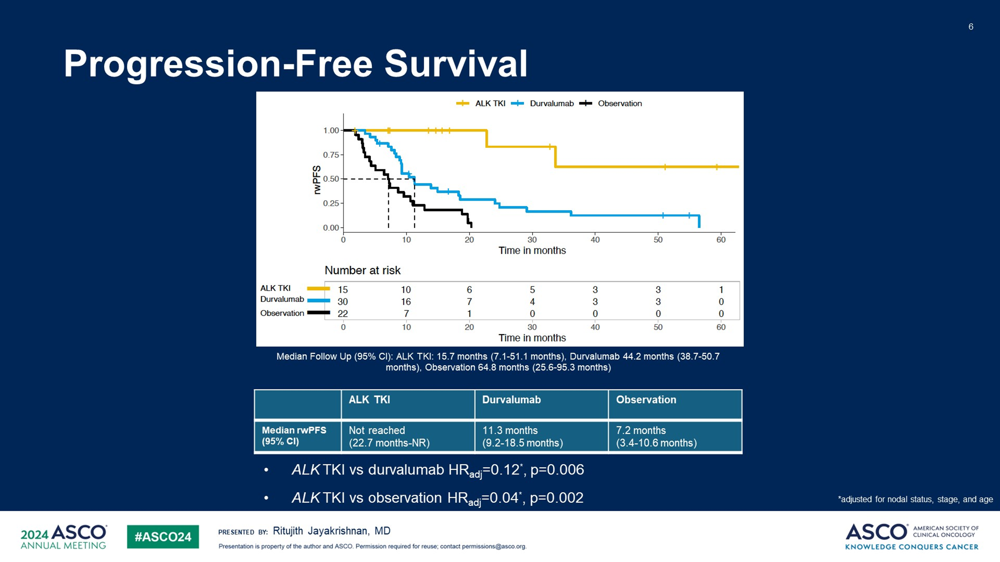 6
Progression-Free Survival
ALK TKI Durvalumab Observation
1.00
0.75
0.50
0.25
0.00
rwPFS
0 10 20 30 40 50 60
Time in months
Number at risk
ALK TKI 15 10 6 5 3 3 1
Durvalumab 30 16 7 4 3 3 0
Observation 22 7 1 0 0 0 0
0 10 20 30 40 50 60
Time in months
Median Follow Up (95% CI): ALK TKI: 15.7 months (7.1-51.1 months), Durvalumab 44.2 months (38.7-50.7
months), Observation 64.8 months (25.6-95.3 months)
ALK TKI Durvalumab Observation
Median rwPFS Not reached 11.3 months 7.2 months
(95% CI) (22.7 months-NR) (9.2-18.5 months) (3.4-10.6 months)
• ALK TKI vs durvalumab HRadj=0.12*, p=0.006
• ALK TKI vs observation HRadj=0.04*, p=0.002
*adjusted for nodal status, stage, and age
2024 ASCO®
ANNUAL MEETING
#ASCO24
PRESENTED BY: Ritujith Jayakrishnan, MD
Presentation is property of the author and ASCO. Permission required for reuse; contact permissions@asco.org.
ASCO® AMERICAN SOCIETY OF
CLINICAL ONCOLOGY
KNOWLEDGE CONQUERS CANCER